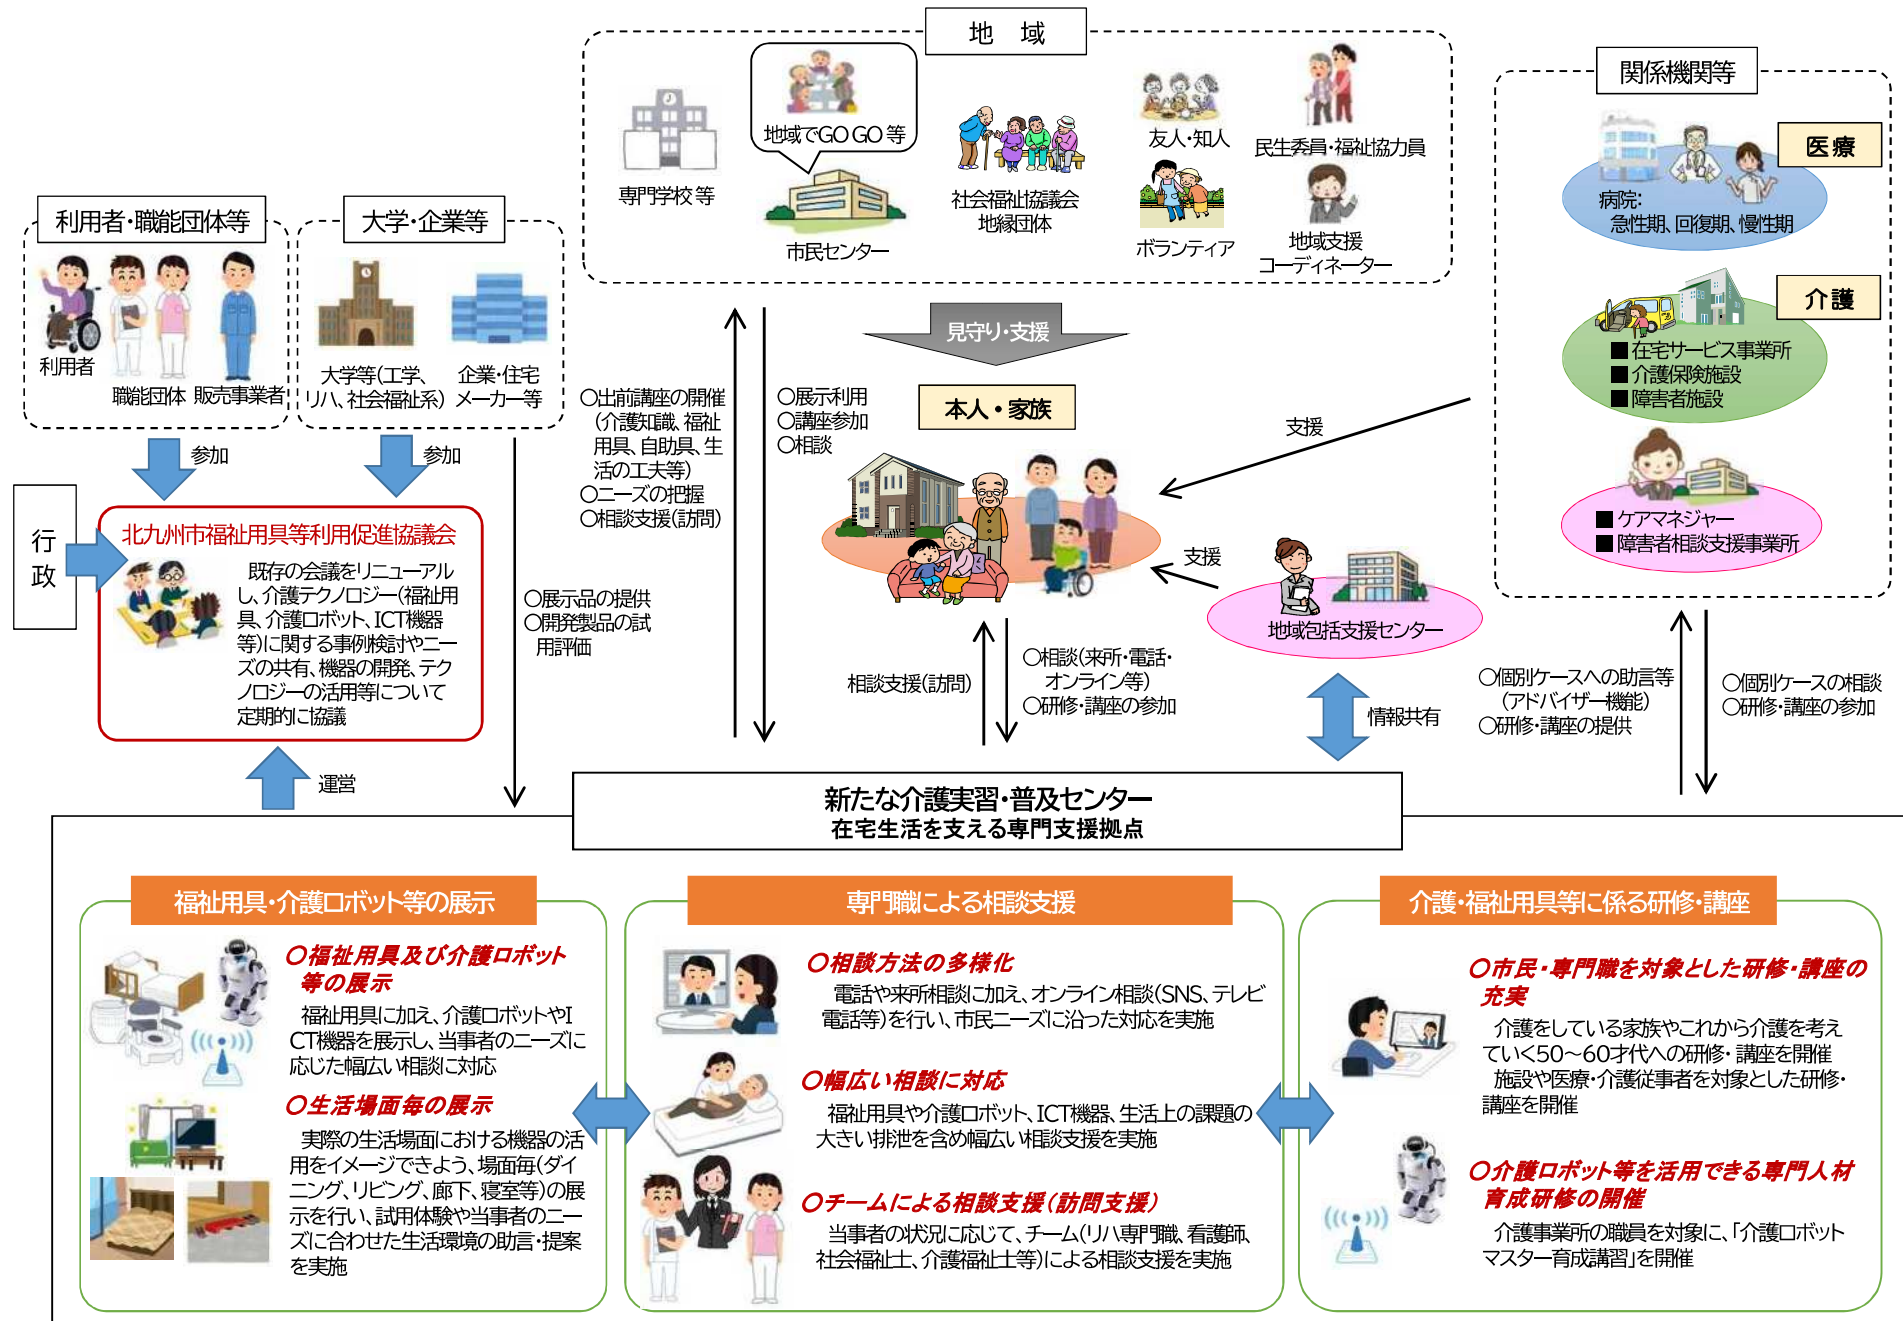 地　域
専門学校 等
地域でGO GO 等
市民センター
社会福祉協議会
地縁団体
友人・知人
ボランティア
民生委員・福祉協力員
地域支援
コーディネーター
関係機関等
医療
病院：
急性期、回復期、慢性期
介護
■在宅サービス事業所
■介護保険施設
■障害者施設
■ケアマネジャー
■障害者相談支援事業所
利用者・職能団体等
利用者
職能団体
販売事業者
大学・企業等
大学等(工学、
リハ、社会福祉系)
企業・住宅
メーカー等
参加
参加
行政
北九州市福祉用具等利用促進協議会
既存の会議をリニューアル
し、介護テクノロジー(福祉用
具、介護ロボット、ICT機器
等)に関する事例検討やニー
ズの共有、機器の開発、テク
ノロジーの活用等について
定期的に協議
運営
○展示品の提供
○開発製品の試
用評価
○出前講座の開催
(介護知識、福祉
用具、自助具、生
活の工夫等)
○ニーズの把握
○相談支援(訪問)
○展示利用
○講座参加
○相談
見守り・支援
本人・家族
支援
支援
地域包括支援センター
相談支援(訪問)
○相談(来所・電話・
オンライン等)
○研修・講座の参加
情報共有
○個別ケースへの助言等
(アドバイザー機能)
○研修・講座の提供
○個別ケースの相談
○研修・講座の参加
新たな介護実習・普及センター
在宅生活を支える専門支援拠点
福祉用具・介護ロボット等の展示
○福祉用具及び介護ロボット
等の展示
福祉用具に加え、介護ロボットやI
CT機器を展示し、当事者のニーズに
応じた幅広い相談に対応
○生活場面毎の展示
実際の生活場面における機器の活
用をイメージできよう、場面毎(ダイ
ニング、リビング、廊下、寝室等)の展
示を行い、試用体験や当事者のニー
ズに合わせた生活環境の助言・提案
を実施
専門職による相談支援
○相談方法の多様化
電話や来所相談に加え、オンライン相談(SNS、テレビ
電話等)を行い、市民ニーズに沿った対応を実施
○幅広い相談に対応
福祉用具や介護ロボット、ICT機器、生活上の課題の
大きい排泄を含め幅広い相談支援を実施
○チームによる相談支援(訪問支援)
当事者の状況に応じて、チーム(リハ専門職、看護師、
社会福祉士、介護福祉士等)による相談支援を実施
介護・福祉用具等に係る研修・講座
○市民・専門職を対象とした研修・講座の
充実
介護をしている家族やこれから介護を考え
ていく50～60才代への研修・講座を開催
施設や医療・介護従事者を対象とした研修・
講座を開催
○介護ロボット等を活用できる専門人材
育成研修の開催
介護事業所の職員を対象に、「介護ロボット
マスター育成講習」を開催